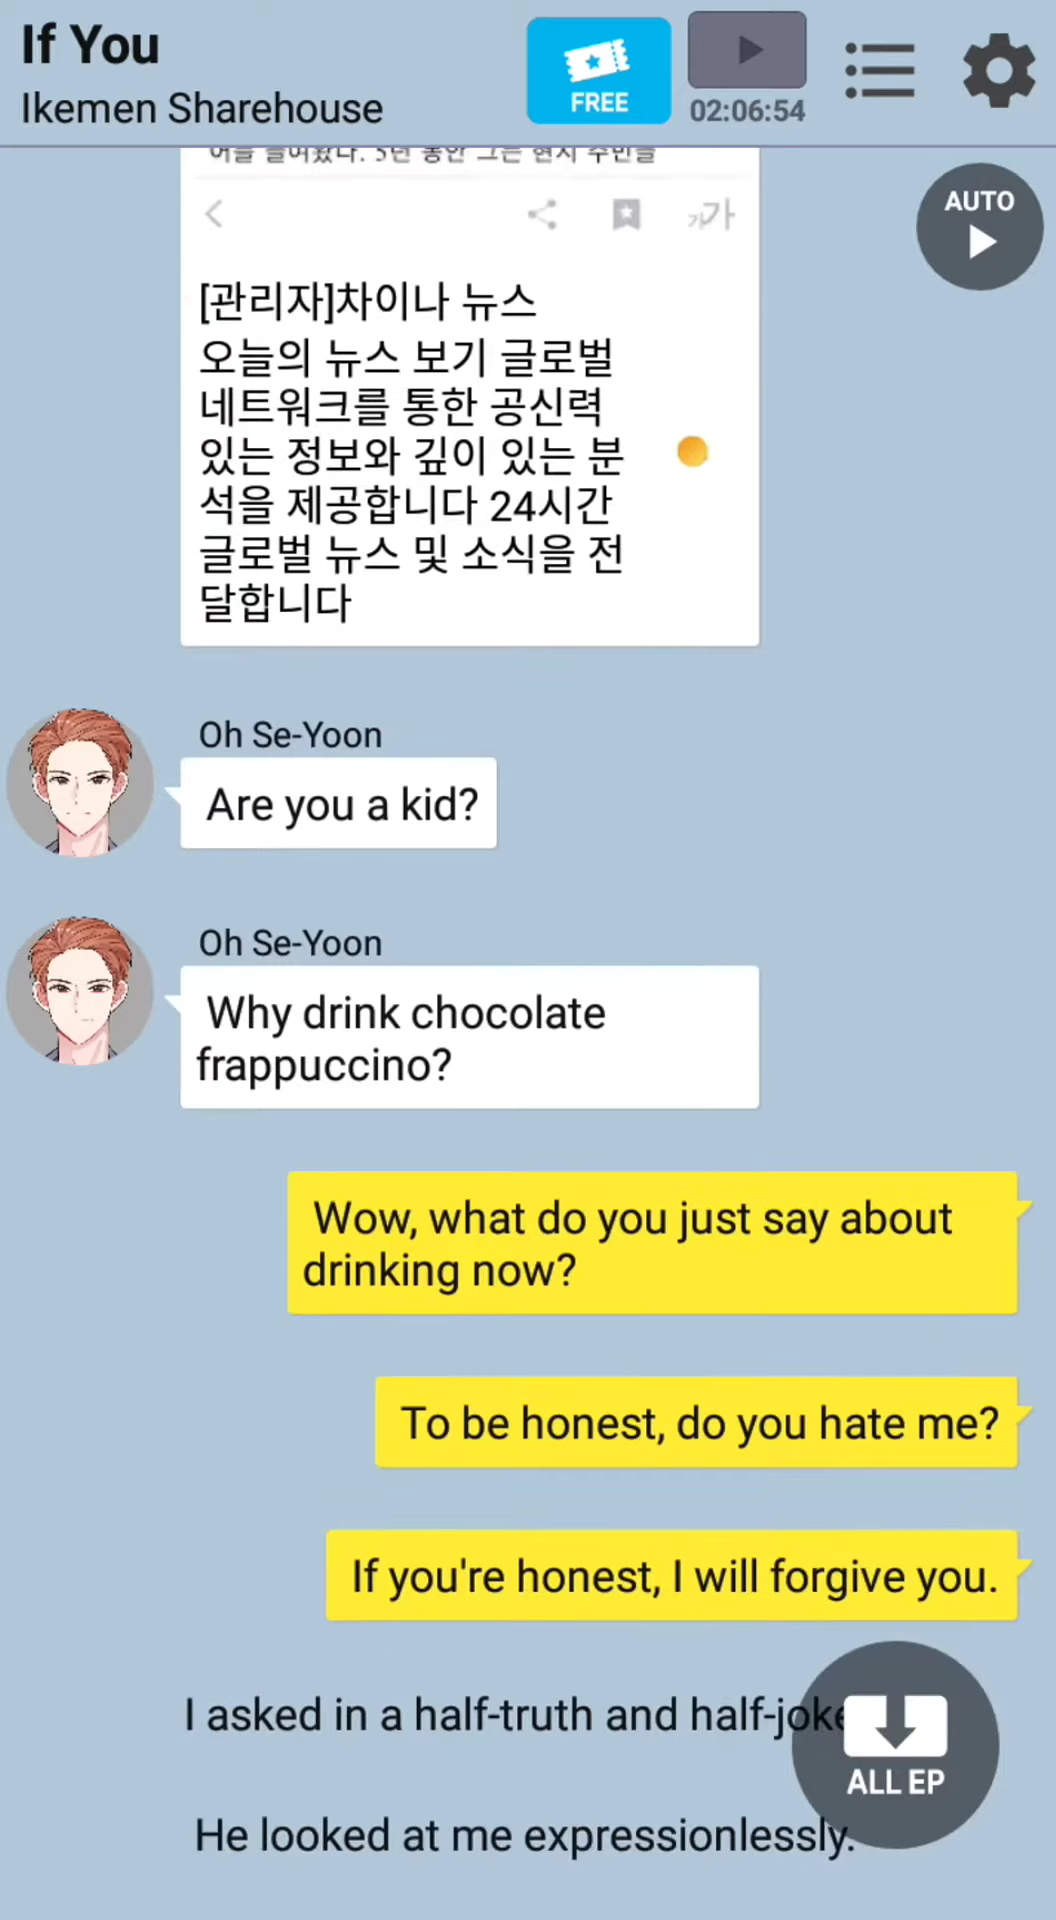 If You
Ikemen Sharehouse
FREE
02:06:54
AUTO
가가
[관리자]차이나 뉴스
오늘의 뉴스 보기 글로벌
네트워크를 통한 공신력
있는 정보와 깊이 있는 분
석을 제공합니다 24시간
글로벌 뉴스 및 소식을 전
달합니다
Oh Se-Yoon
Are you a kid?
Oh Se-Yoon
Why drink chocolate
frappuccino?
Wow, what do you just say about
drinking now?
To be honest, do you hate me?
If you're honest, I will forgive you.
I asked in a half-truth and half-joke
ALL EP
He looked at me expressionlessly.